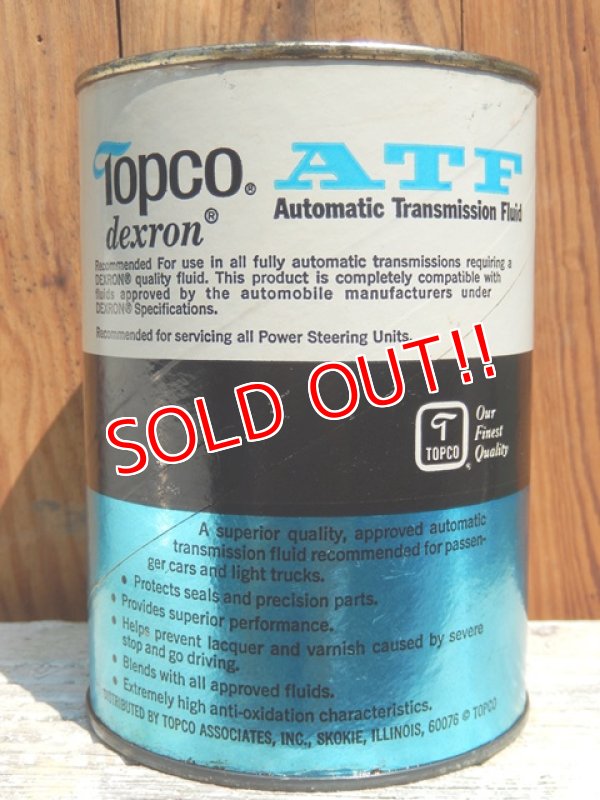 Topco® ATF
dexron® Automatic Transmission Fluid
Recommended For use in all fully automatic transmissions requiring a
DEXRON® quality fluid. This product is completely compatible with
fluids approved by the automobile manufacturers under
DEXRON® Specifications.
Recommended for servicing all Power Steering Units.
SOLD OUT!!
T
TOPCO®
Our
Finest
Quality
A superior quality, approved automatic
transmission fluid recommended for passen-
ger cars and light trucks.
• Protects seals and precision parts.
• Provides superior performance.
• Helps prevent lacquer and varnish caused by severe
stop and go driving.
• Blends with all approved fluids.
• Extremely high anti-oxidation characteristics.
DISTRIBUTED BY TOPCO ASSOCIATES, INC., SKOKIE, ILLINOIS, 60076 © TOPCO